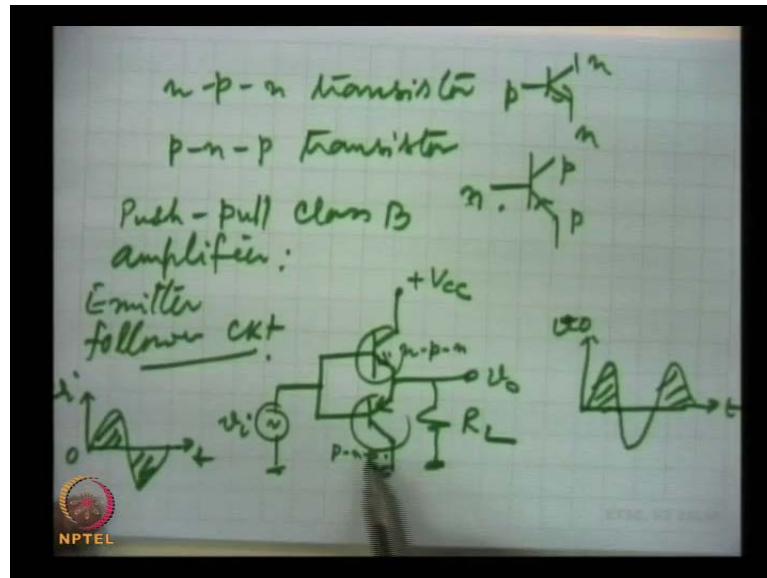 n-p-n transistor
p n
n
p-n-p transistor
n p
p
Push-pull class B
amplifier:
Emitter
follower ckt.
+Vcc
n-p-n
vo
vi
RL
p-n-
vi
0 t
vo
t
NPTEL